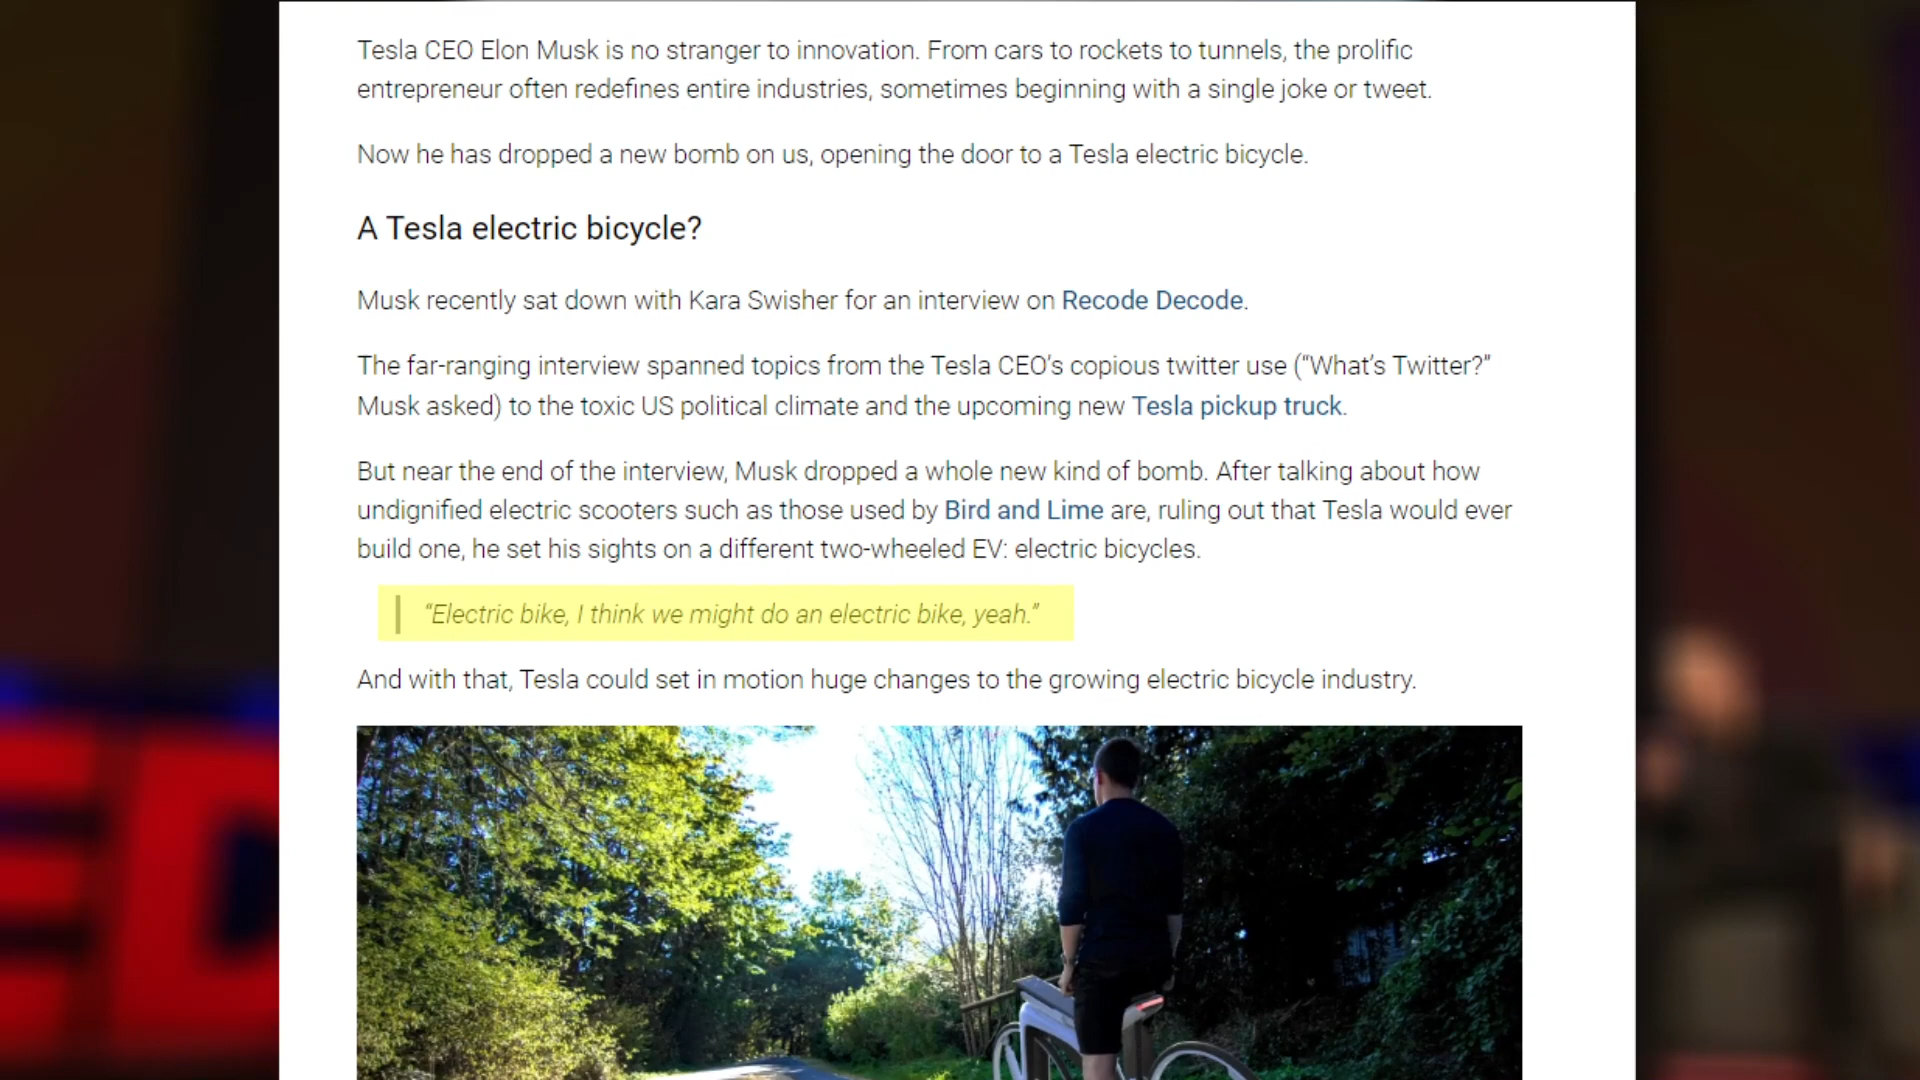 Tesla CEO Elon Musk is no stranger to innovation. From cars to rockets to tunnels, the prolific
entrepreneur often redefines entire industries, sometimes beginning with a single joke or tweet.
Now he has dropped a new bomb on us, opening the door to a Tesla electric bicycle.
A Tesla electric bicycle?
Musk recently sat down with Kara Swisher for an interview on Recode Decode.
The far-ranging interview spanned topics from the Tesla CEO’s copious twitter use (“What’s Twitter?”
Musk asked) to the toxic US political climate and the upcoming new Tesla pickup truck.
But near the end of the interview, Musk dropped a whole new kind of bomb. After talking about how
undignified electric scooters such as those used by Bird and Lime are, ruling out that Tesla would ever
build one, he set his sights on a different two-wheeled EV: electric bicycles.
“Electric bike, I think we might do an electric bike, yeah.”
And with that, Tesla could set in motion huge changes to the growing electric bicycle industry.
ED